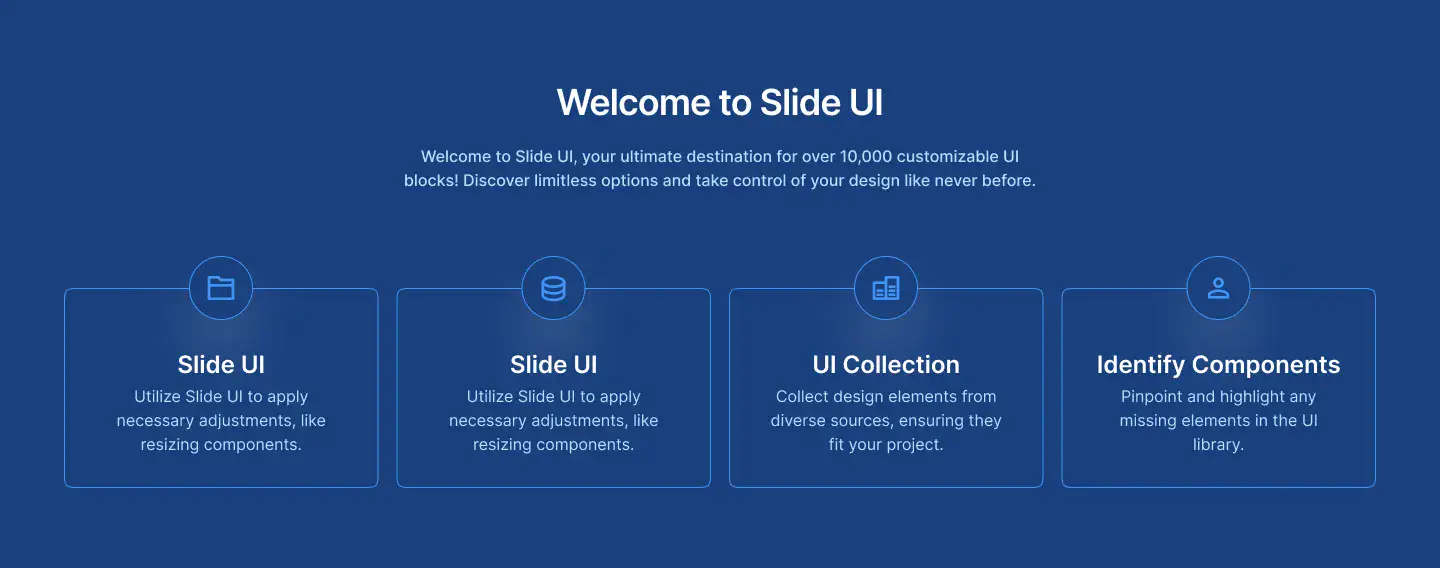 Welcome to Slide UI
Welcome to Slide UI, your ultimate destination for over 10,000 customizable UI
blocks! Discover limitless options and take control of your design like never before.
Slide UI
Utilize Slide UI to apply
necessary adjustments, like
resizing components.
Slide UI
Utilize Slide UI to apply
necessary adjustments, like
resizing components.
UI Collection
Collect design elements from
diverse sources, ensuring they
fit your project.
Identify Components
Pinpoint and highlight any
missing elements in the UI
library.